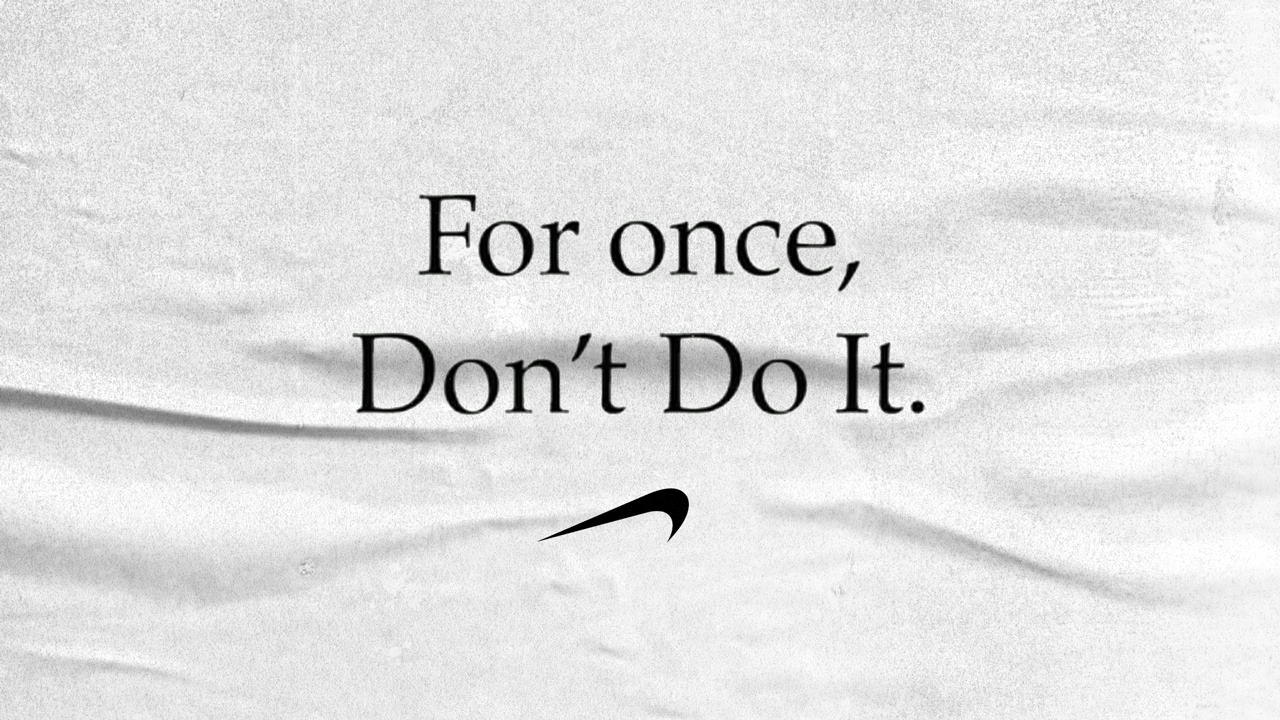 For once,
Don’t Do It.